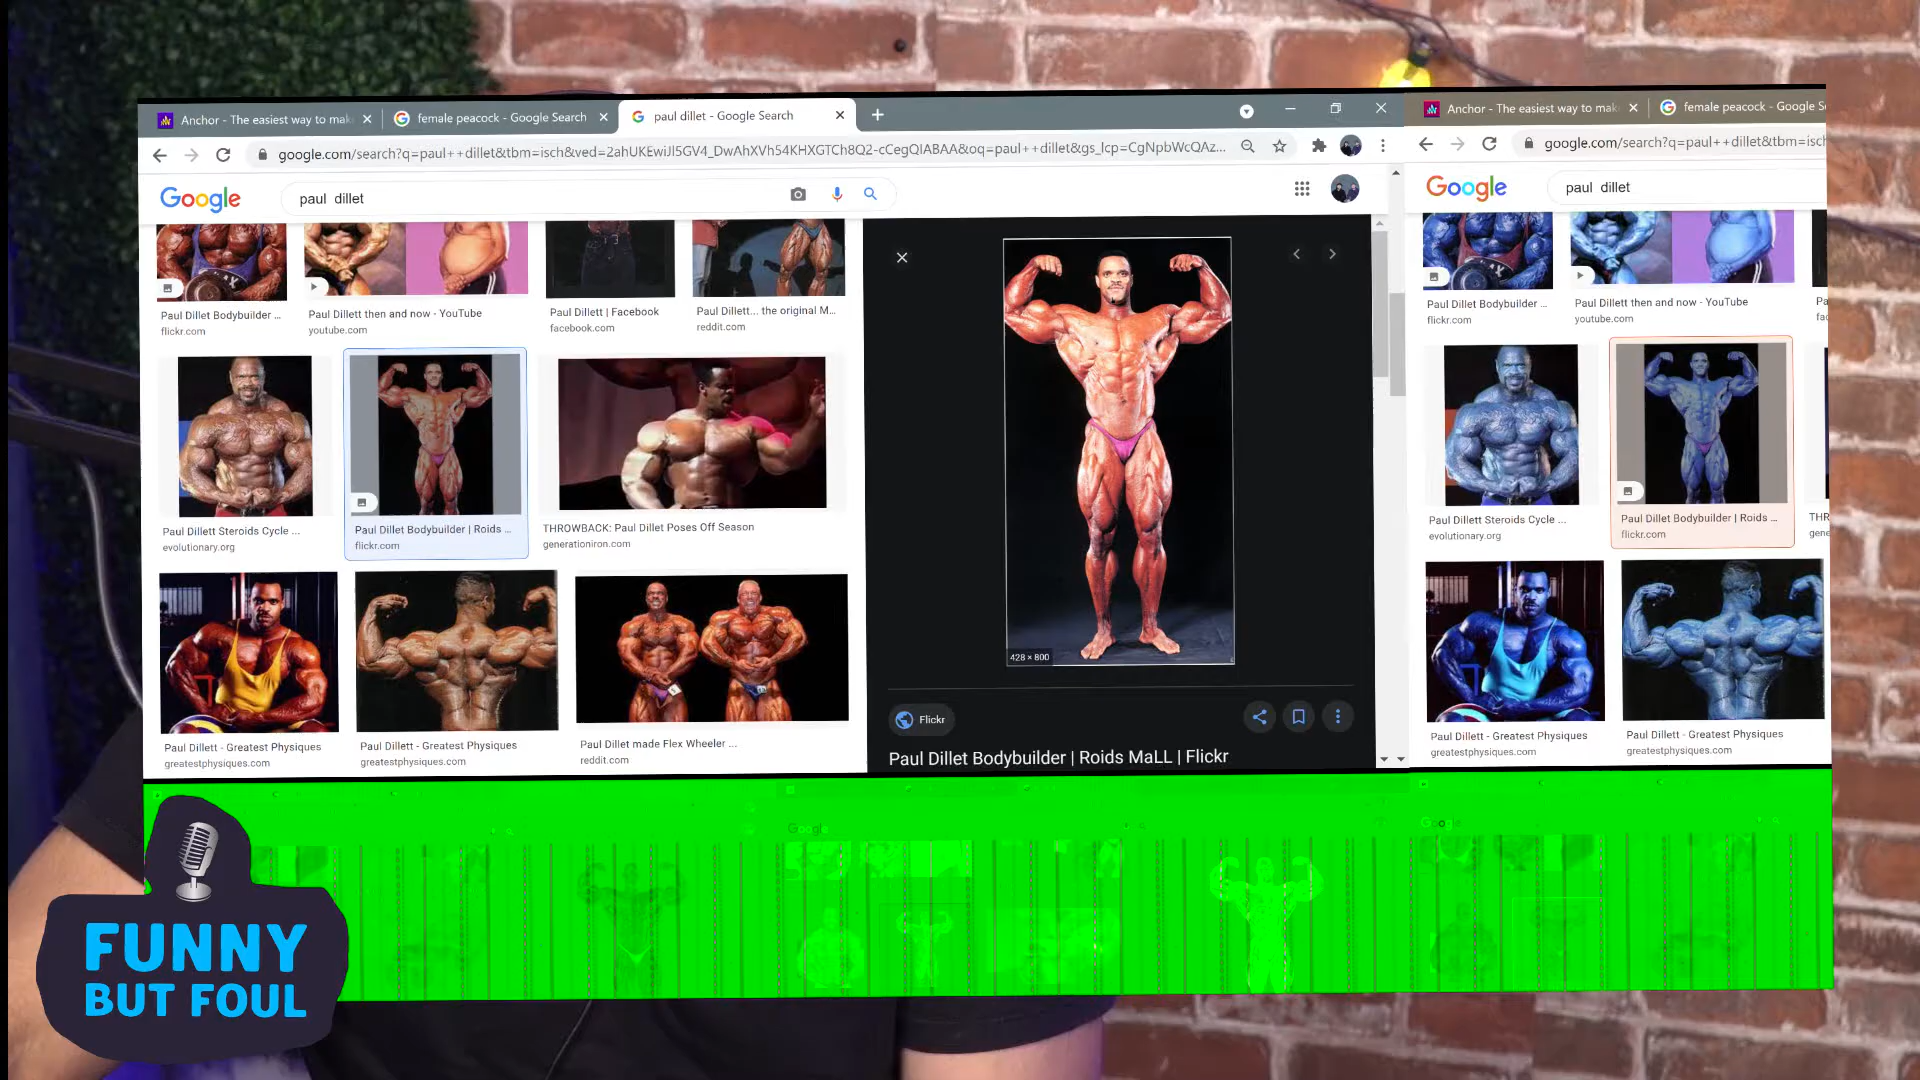 Anchor - The easiest way to mak
female peacock - Google Search
paul dillet - Google Search
Anchor - The easiest way to mak
female peacock - Google S
google.com/search?q=paul++dillet&tbm=isch&ved=2ahUKEwiJl5GV4_DwAhXVh54KHXGTCh8Q2-cCegQIABAA&oq=paul++dillet&gs_lcp=CgNpbWcQAz...
google.com/search?q=paul++dillet&tbm=isch
Google
paul dillet
Google
paul dillet
Paul Dillet Bodybuilder ...
flickr.com
Paul Dillett then and now - YouTube
youtube.com
Paul Dillett | Facebook
facebook.com
Paul Dillett... the original M...
reddit.com
Paul Dillet Bodybuilder ...
flickr.com
Paul Dillett then and now - YouTube
youtube.com
Paul Dillett Steroids Cycle ...
evolutionary.org
Paul Dillet Bodybuilder | Roids ...
flickr.com
THROWBACK: Paul Dillet Poses Off Season
generationiron.com
Paul Dillett Steroids Cycle ...
evolutionary.org
Paul Dillet Bodybuilder | Roids ...
flickr.com
THR
gene
428 × 800
Flickr
Paul Dillet Bodybuilder | Roids MaLL | Flickr
Paul Dillett - Greatest Physiques
greatestphysiques.com
Paul Dillett - Greatest Physiques
greatestphysiques.com
Paul Dillet made Flex Wheeler ...
reddit.com
Paul Dillett - Greatest Physiques
greatestphysiques.com
Paul Dillett - Greatest Physiques
greatestphysiques.com
Google
Google
FUNNY
BUT FOUL